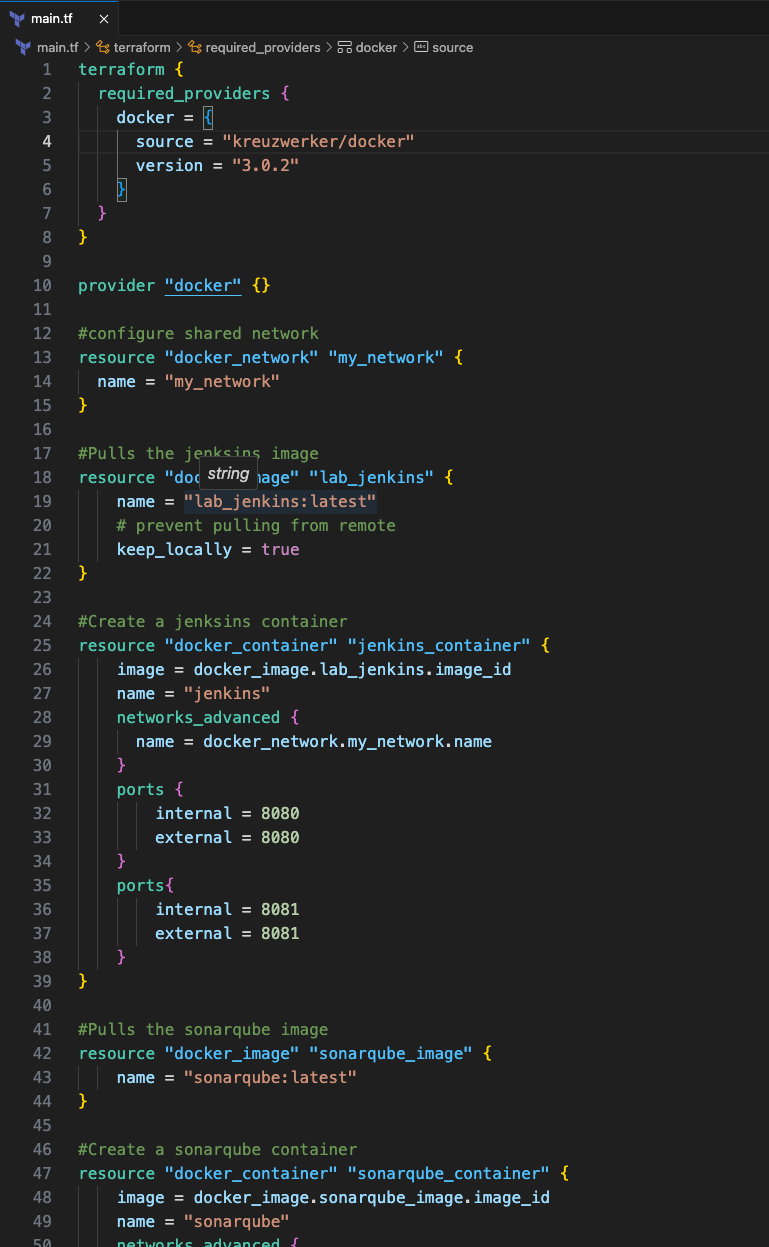 main.tf ×
main.tf > terraform > required_providers > docker > abc source
1 terraform {
2 required_providers {
3 docker = {
4 source = "kreuzwerker/docker"
5 version = "3.0.2"
6 }
7 }
8 }
9
10 provider "docker" {}
11
12 #configure shared network
13 resource "docker_network" "my_network" {
14 name = "my_network"
15 }
16
17 #Pulls the jenksins image
string
18 resource "doc mage" "lab_jenkins" {
19 name = "lab_jenkins:latest"
20 # prevent pulling from remote
21 keep_locally = true
22 }
23
24 #Create a jenksins container
25 resource "docker_container" "jenkins_container" {
26 image = docker_image.lab_jenkins.image_id
27 name = "jenkins"
28 networks_advanced {
29 name = docker_network.my_network.name
30 }
31 ports {
32 internal = 8080
33 external = 8080
34 }
35 ports{
36 internal = 8081
37 external = 8081
38 }
39 }
40
41 #Pulls the sonarqube image
42 resource "docker_image" "sonarqube_image" {
43 name = "sonarqube:latest"
44 }
45
46 #Create a sonarqube container
47 resource "docker_container" "sonarqube_container" {
48 image = docker_image.sonarqube_image.image_id
49 name = "sonarqube"
50 networks_advanced {